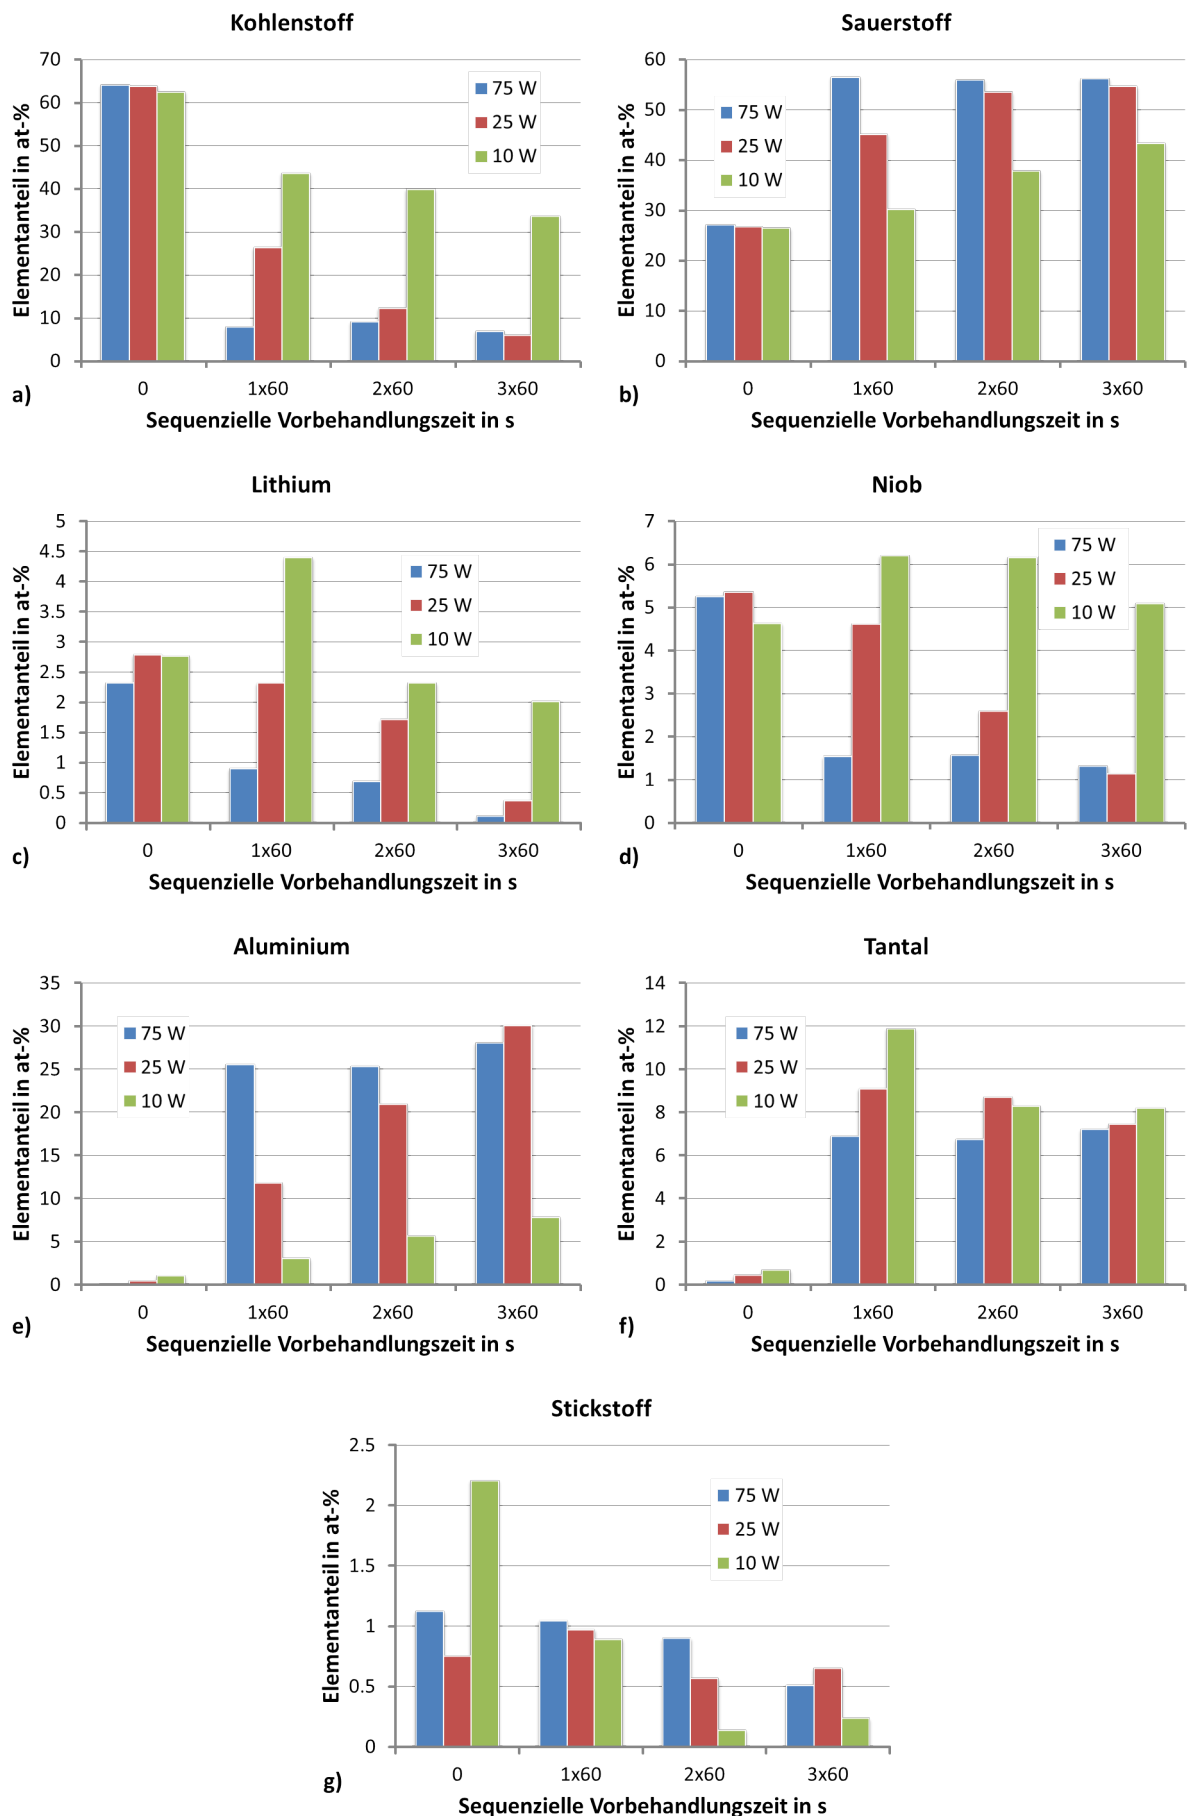 Kohlenstoff
Elementanteil in at-%
70
60
50
40
30
20
10
0
75 W
25 W
10 W
0 1x60 2x60 3x60
a)
Sequenzielle Vorbehandlungszeit in s
Sauerstoff
Elementanteil in at-%
60
50
40
30
20
10
0
75 W
25 W
10 W
0 1x60 2x60 3x60
b)
Sequenzielle Vorbehandlungszeit in s
Lithium
Elementanteil in at-%
5
4.5
4
3.5
3
2.5
2
1.5
1
0.5
0
75 W
25 W
10 W
0 1x60 2x60 3x60
c)
Sequenzielle Vorbehandlungszeit in s
Niob
Elementanteil in at-%
7
6
5
4
3
2
1
0
75 W
25 W
10 W
0 1x60 2x60 3x60
d)
Sequenzielle Vorbehandlungszeit in s
Aluminium
Elementanteil in at-%
35
30
25
20
15
10
5
0
75 W
25 W
10 W
0 1x60 2x60 3x60
e)
Sequenzielle Vorbehandlungszeit in s
Tantal
Elementanteil in at-%
14
12
10
8
6
4
2
0
75 W
25 W
10 W
0 1x60 2x60 3x60
f)
Sequenzielle Vorbehandlungszeit in s
Stickstoff
Elementanteil in at-%
2.5
2
1.5
1
0.5
0
75 W
25 W
10 W
0 1x60 2x60 3x60
g)
Sequenzielle Vorbehandlungszeit in s